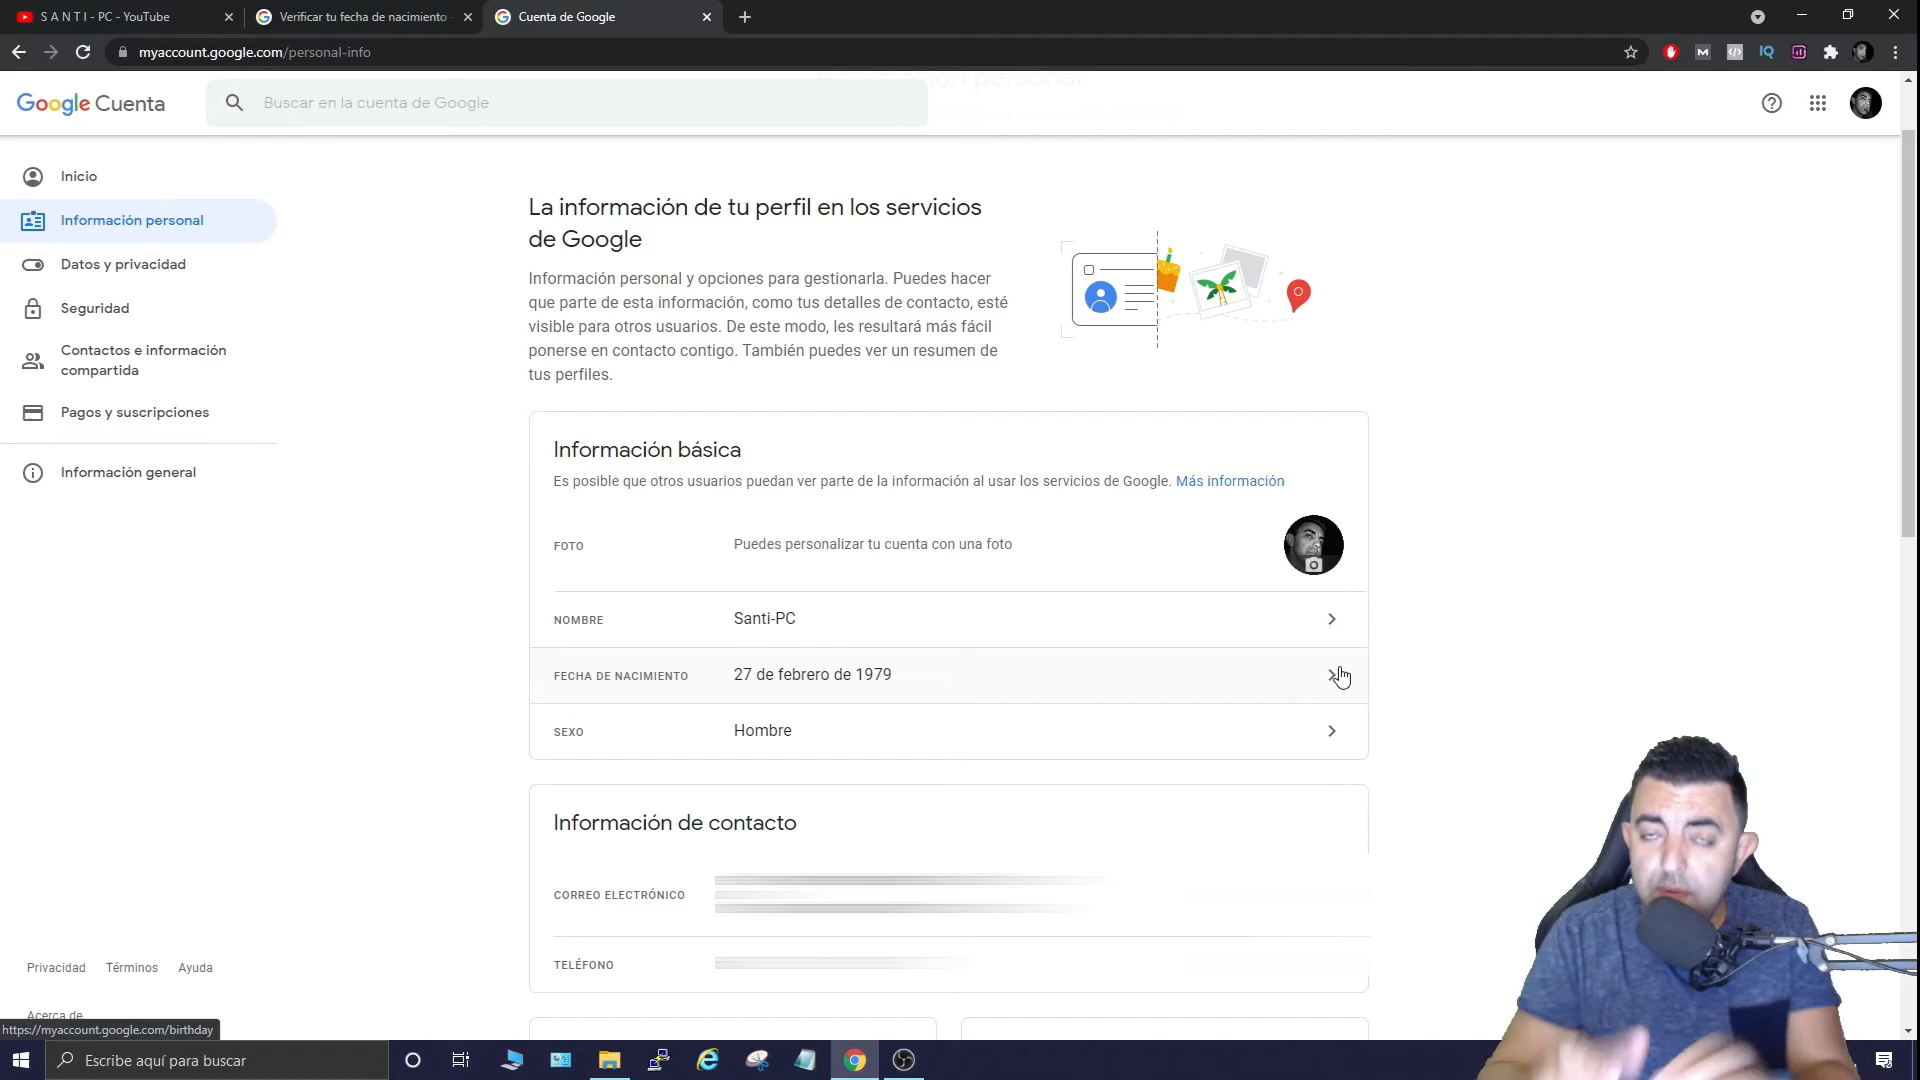 S A N T I - PC - YouTube
Verificar tu fecha de nacimiento
Cuenta de Google
myaccount.google.com/personal-info
Google Cuenta
Buscar en la cuenta de Google
Inicio
Información personal
Datos y privacidad
Seguridad
Contactos e información
compartida
Pagos y suscripciones
Información general
La información de tu perfil en los servicios
de Google
Información personal y opciones para gestionarla. Puedes hacer
que parte de esta información, como tus detalles de contacto, esté
visible para otros usuarios. De este modo, les resultará más fácil
ponerse en contacto contigo. También puedes ver un resumen de
tus perfiles.
Información básica
Es posible que otros usuarios puedan ver parte de la información al usar los servicios de Google. Más información
FOTO
Puedes personalizar tu cuenta con una foto
NOMBRE
Santi-PC
FECHA DE NACIMIENTO
27 de febrero de 1979
SEXO
Hombre
Información de contacto
CORREO ELECTRÓNICO
TELÉFONO
Privacidad Términos Ayuda
Acerca de
https://myaccount.google.com/birthday
Escribe aquí para buscar